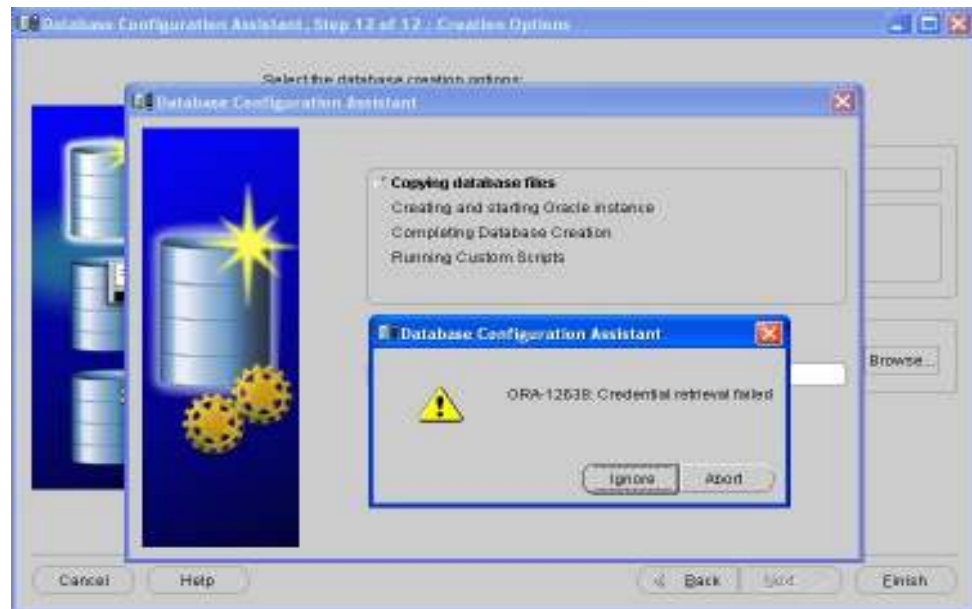 Database Configuration Assistant, Step 12 of 12 : Creation Options
Select the database creation options:
Database Configuration Assistant
Copying database files
Creating and starting Oracle instance
Completing Database Creation
Running Custom Scripts
Database Configuration Assistant
ORA-12638: Credential retrieval failed
Ignore
Abort
Browse...
Cancel
Help
Back
Next
Finish